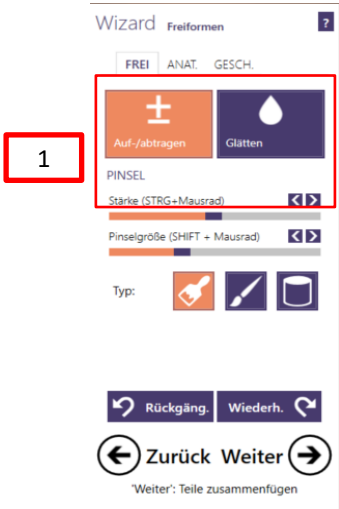 Wizard Freiformen ?
FREI ANAT. GESCH.
Auf-/abtragen Glätten
1
PINSEL
Stärke (STRG+Mausrad)
Pinselgröße (SHIFT + Mausrad)
Typ:
Rückgäng. Wiederh.
Zurück Weiter
'Weiter': Teile zusammenfügen